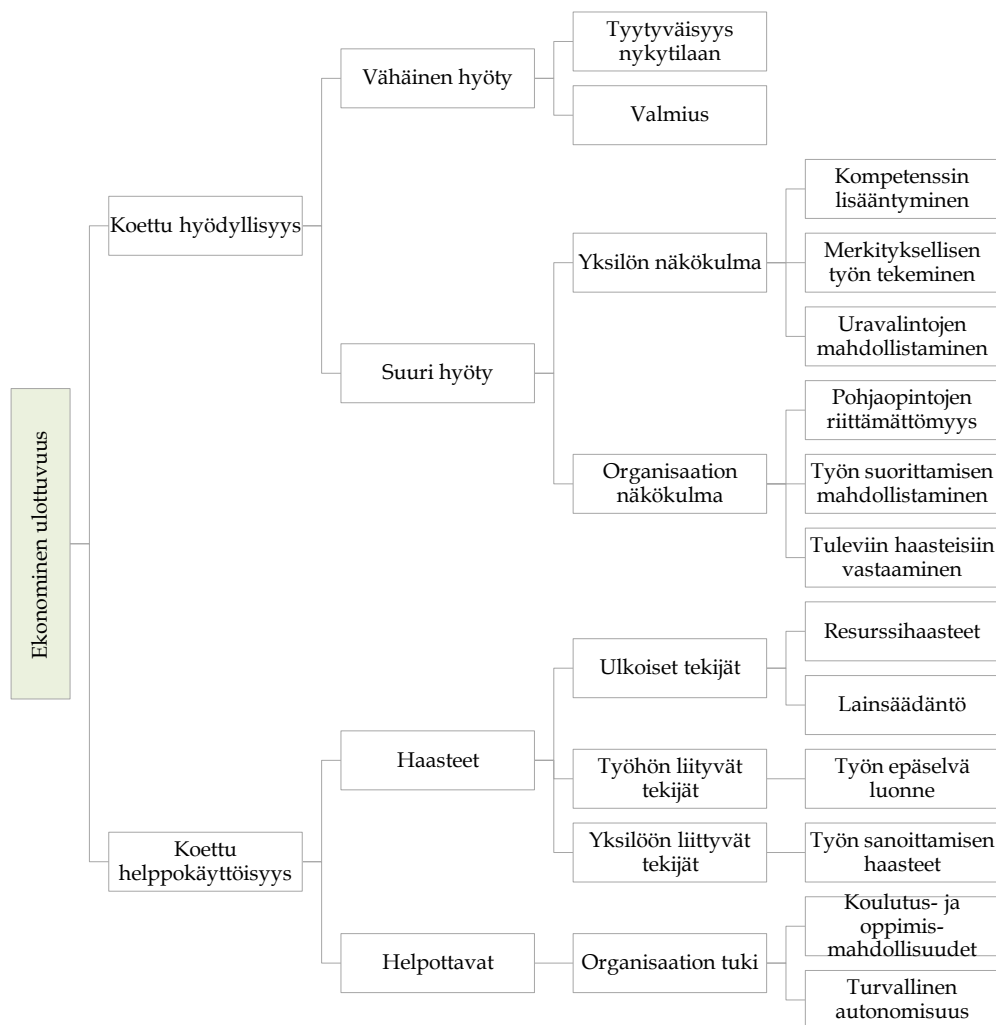 Ekonominen ulottuvuus
Koettu hyödyllisyys
Vähäinen hyöty
Tyytyväisyys
nykytilaan
Valmius
Suuri hyöty
Yksilön näkökulma
Kompetenssin
lisääntyminen
Merkityksellisen
työn tekeminen
Uravalintojen
mahdollistaminen
Organisaation
näkökulma
Pohjaopintojen
riittämättömyys
Työn suorittamisen
mahdollistaminen
Tuleviin haasteisiin
vastaaminen
Koettu
helppokäyttöisyys
Haasteet
Ulkoiset tekijät
Resurssihaasteet
Lainsäädäntö
Työhön liityvät
tekijät
Työn epäselvä
luonne
Yksilöön liittyvät
tekijät
Työn sanoittamisen
haasteet
Helpottavat
Organisaation tuki
Koulutus- ja
oppimis-
mahdollisuudet
Turvallinen
autonomisuus